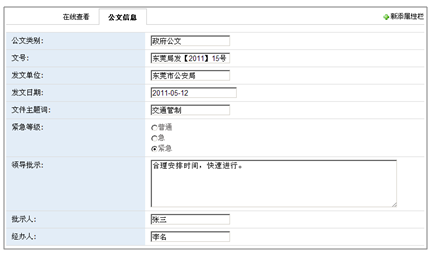 在线查看 公文信息 新添属性栏
公文类别: 政府公文
文号: 东莞局发【2011】15号
发文单位: 东莞市公安局
发文日期: 2011-05-12
文件主题词: 交通管制
紧急等级: 普通
急
紧急
领导批示: 合理安排时间，快速进行。
批示人: 张三
经办人: 李名